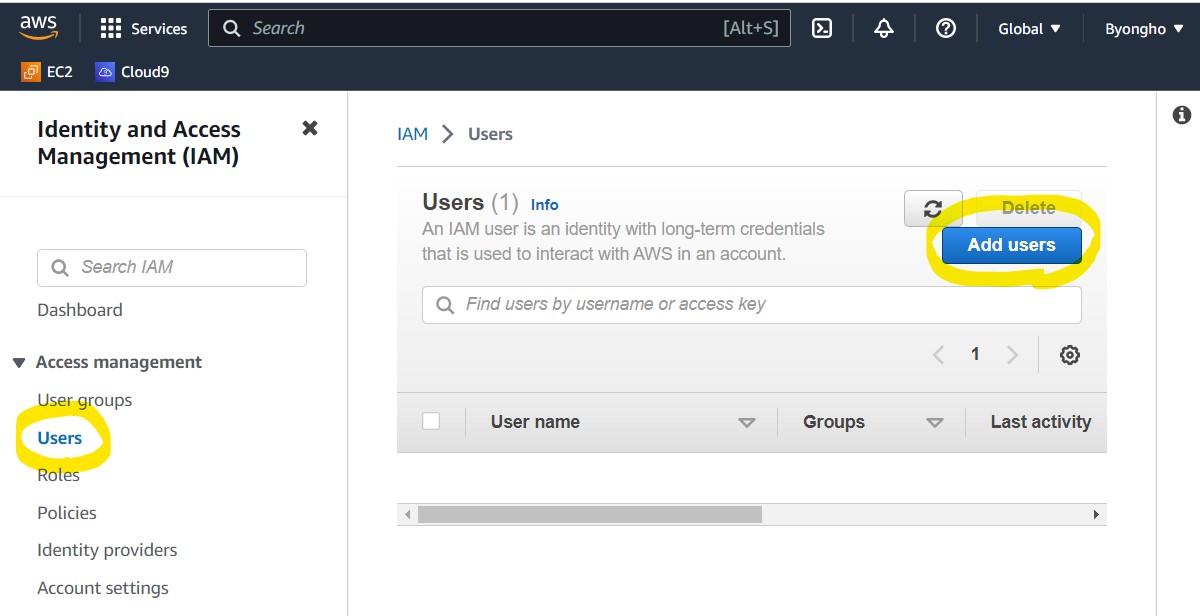 aws
Services
Search [Alt+S]
Global
Byongho
EC2
Cloud9
Identity and Access
Management (IAM)
Search IAM
Dashboard
Access management
User groups
Users
Roles
Policies
Identity providers
Account settings
IAM
Users
Users (1) Info
An IAM user is an identity with long-term credentials
that is used to interact with AWS in an account.
Delete
Add users
Find users by username or access key
1
User name
Groups
Last activity